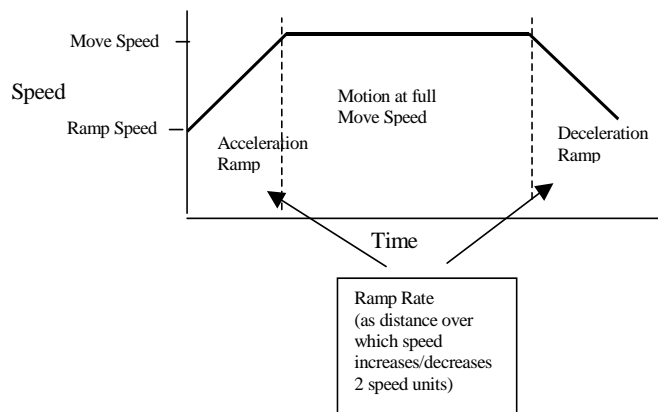 Move Speed
Speed
Ramp Speed
Motion at full
Move Speed
Acceleration
Ramp
Deceleration
Ramp
Time
Ramp Rate
(as distance over
which speed
increases/decreases
2 speed units)